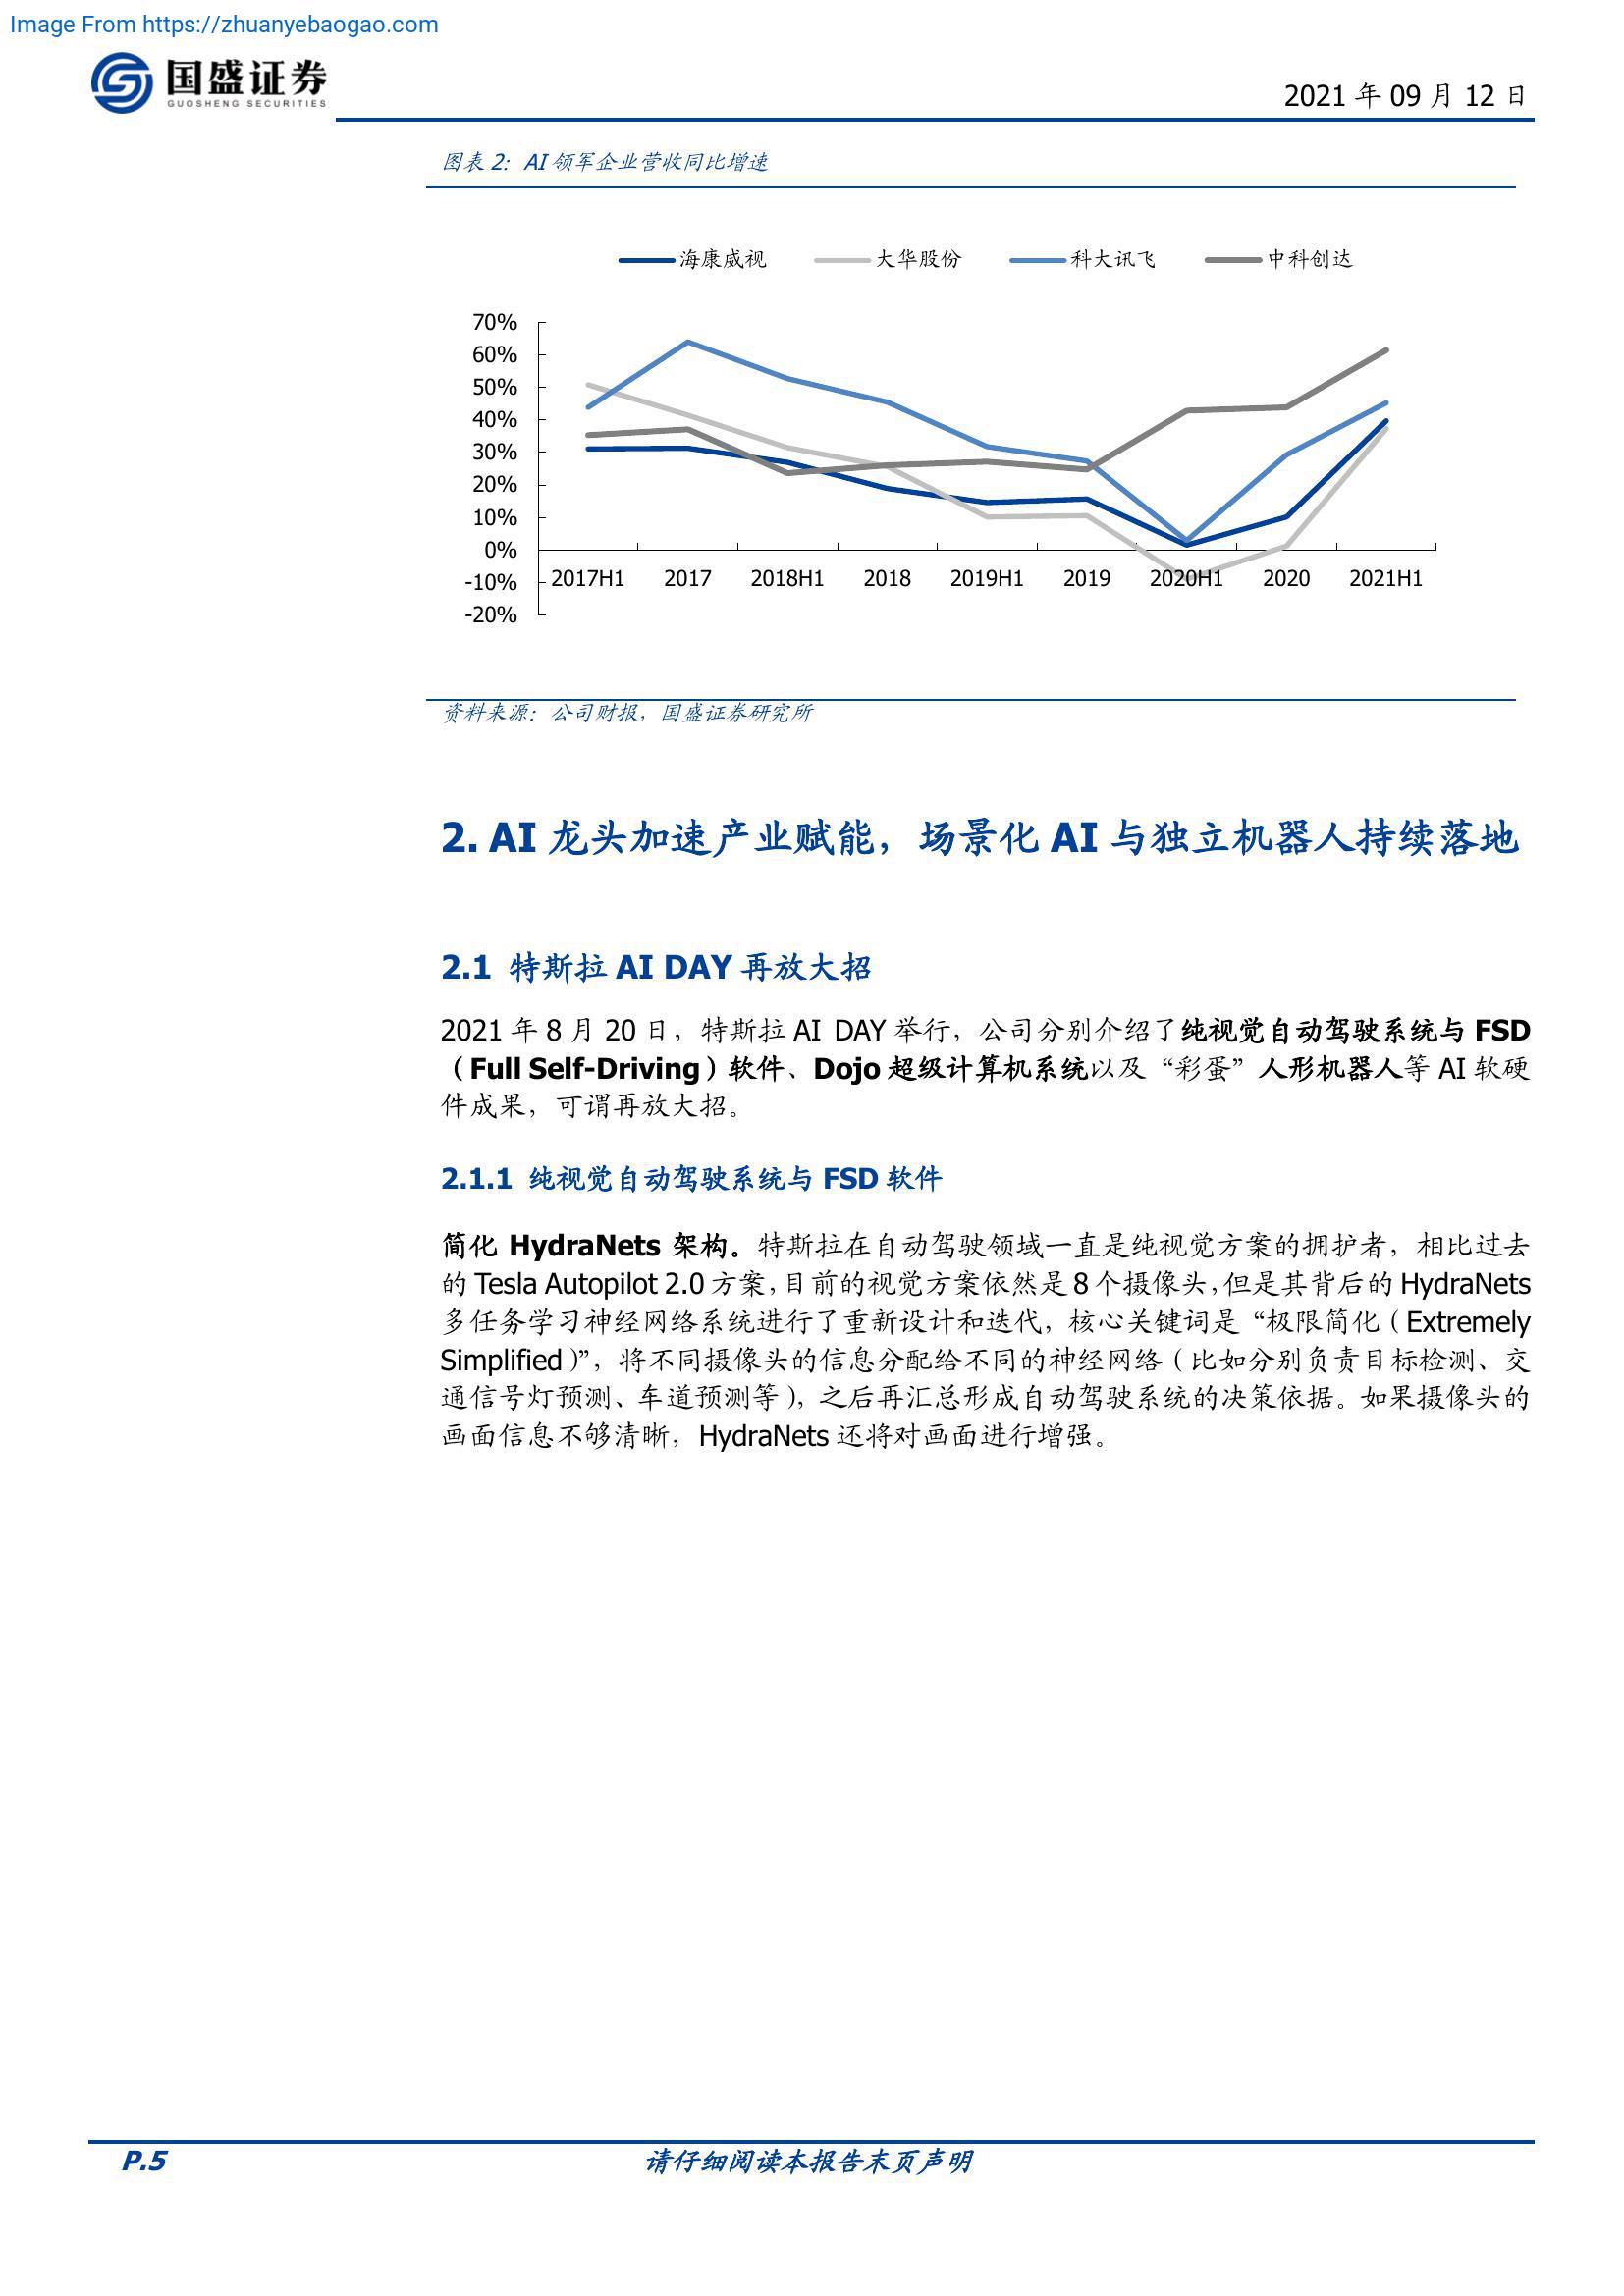 Image From https://zhuanyebaogao.com
国盛证券
GUOSHENG SECURITIES
2021 年 09 月 12 日
图表 2：AI 领军企业营收同比增速
海康威视 大华股份 科大讯飞 中科创达
70%
60%
50%
40%
30%
20%
10%
0%
-10%
-20%
2017H1 2017 2018H1 2018 2019H1 2019 2020H1 2020 2021H1
资料来源：公司财报，国盛证券研究所
2. AI 龙头加速产业赋能，场景化 AI 与独立机器人持续落地
2.1 特斯拉 AI DAY 再放大招
2021 年 8 月 20 日，特斯拉 AI DAY 举行，公司分别介绍了纯视觉自动驾驶系统与 FSD
（Full Self-Driving）软件、Dojo 超级计算机系统以及“彩蛋”人形机器人等 AI 软硬
件成果，可谓再放大招。
2.1.1 纯视觉自动驾驶系统与 FSD 软件
简化 HydraNets 架构。特斯拉在自动驾驶领域一直是纯视觉方案的拥护者，相比过去
的 Tesla Autopilot 2.0 方案，目前的视觉方案依然是 8 个摄像头，但是其背后的 HydraNets
多任务学习神经网络系统进行了重新设计和迭代，核心关键词是“极限简化（Extremely
Simplified）”，将不同摄像头的信息分配给不同的神经网络（比如分别负责目标检测、交
通信号灯预测、车道预测等），之后再汇总形成自动驾驶系统的决策依据。如果摄像头的
画面信息不够清晰，HydraNets 还将对画面进行增强。
P.5 请仔细阅读本报告末页声明